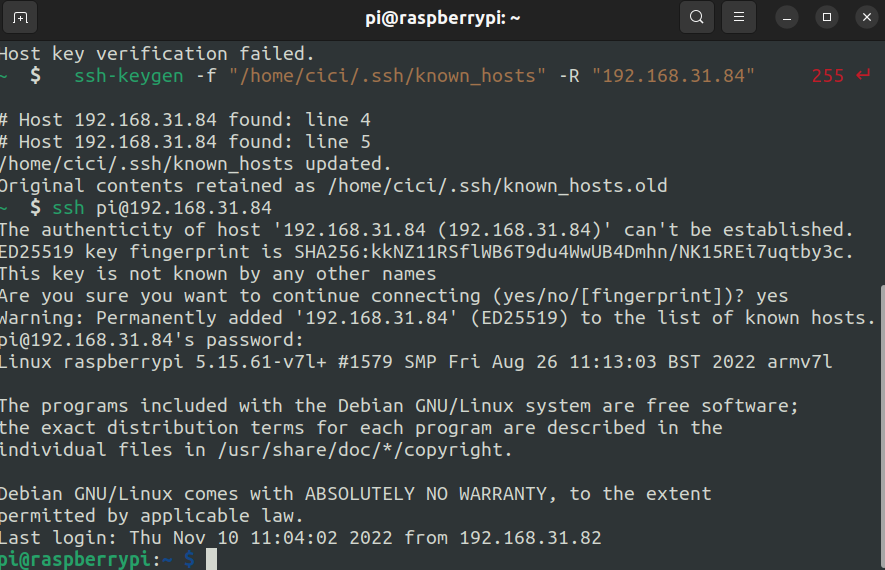 pi@raspberrypi: ~
Host key verification failed.
~ $ ssh-keygen -f "/home/cici/.ssh/known_hosts" -R "192.168.31.84" 255 ↵
# Host 192.168.31.84 found: line 4
# Host 192.168.31.84 found: line 5
/home/cici/.ssh/known_hosts updated.
Original contents retained as /home/cici/.ssh/known_hosts.old
~ $ ssh pi@192.168.31.84
The authenticity of host '192.168.31.84 (192.168.31.84)' can't be established.
ED25519 key fingerprint is SHA256:kkNZ11RSflWB6T9du4WwUB4Dmhn/NK15REi7uqtby3c.
This key is not known by any other names
Are you sure you want to continue connecting (yes/no/[fingerprint])? yes
Warning: Permanently added '192.168.31.84' (ED25519) to the list of known hosts.
pi@192.168.31.84's password:
Linux raspberrypi 5.15.61-v7l+ #1579 SMP Fri Aug 26 11:13:03 BST 2022 armv7l
The programs included with the Debian GNU/Linux system are free software;
the exact distribution terms for each program are described in the
individual files in /usr/share/doc/*/copyright.
Debian GNU/Linux comes with ABSOLUTELY NO WARRANTY, to the extent
permitted by applicable law.
Last login: Thu Nov 10 11:04:02 2022 from 192.168.31.82
pi@raspberrypi:~ $